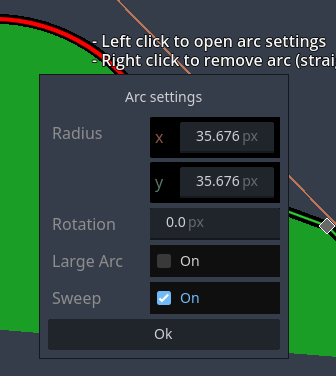 - Left click to open arc settings
- Right click to remove arc (strai
Arc settings
Radius
x 35.676 px
y 35.676 px
Rotation 0.0 px
Large Arc On
Sweep On
Ok